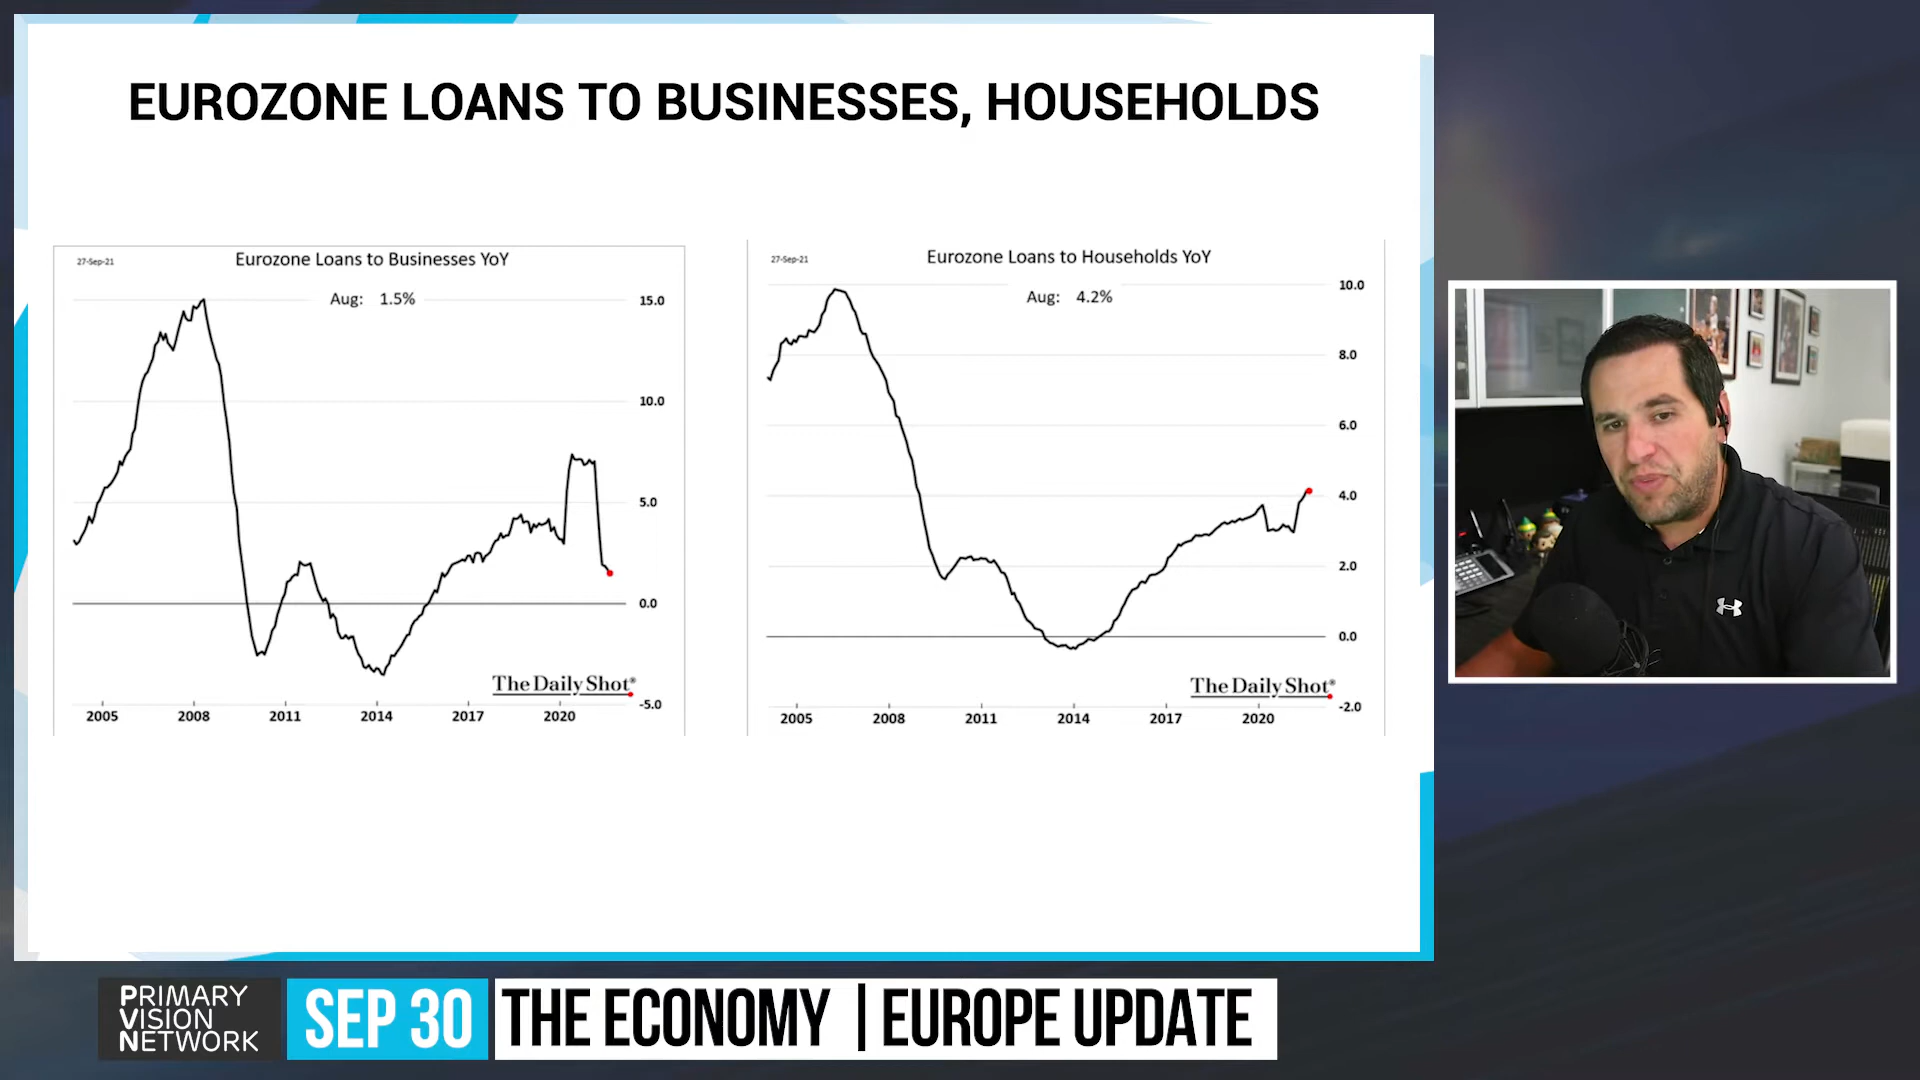 EUROZONE LOANS TO BUSINESSES, HOUSEHOLDS
27-Sep-21
Eurozone Loans to Businesses YoY
Aug: 1.5%
15.0
10.0
5.0
0.0
-5.0
The Daily Shot®
2005 2008 2011 2014 2017 2020
27-Sep-21
Eurozone Loans to Households YoY
Aug: 4.2%
10.0
8.0
6.0
4.0
2.0
0.0
-2.0
The Daily Shot®
2005 2008 2011 2014 2017 2020
PRIMARY
VISION
NETWORK
SEP 30
THE ECONOMY | EUROPE UPDATE